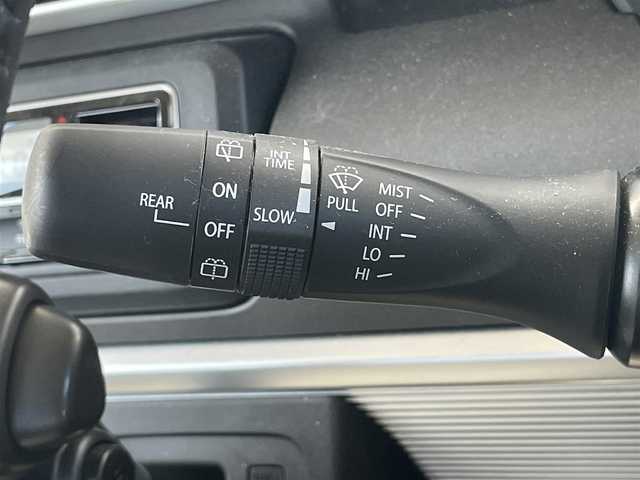 REAR
ON
OFF
INT
TIME
SLOW
PULL
MIST
OFF
INT
LO
HI